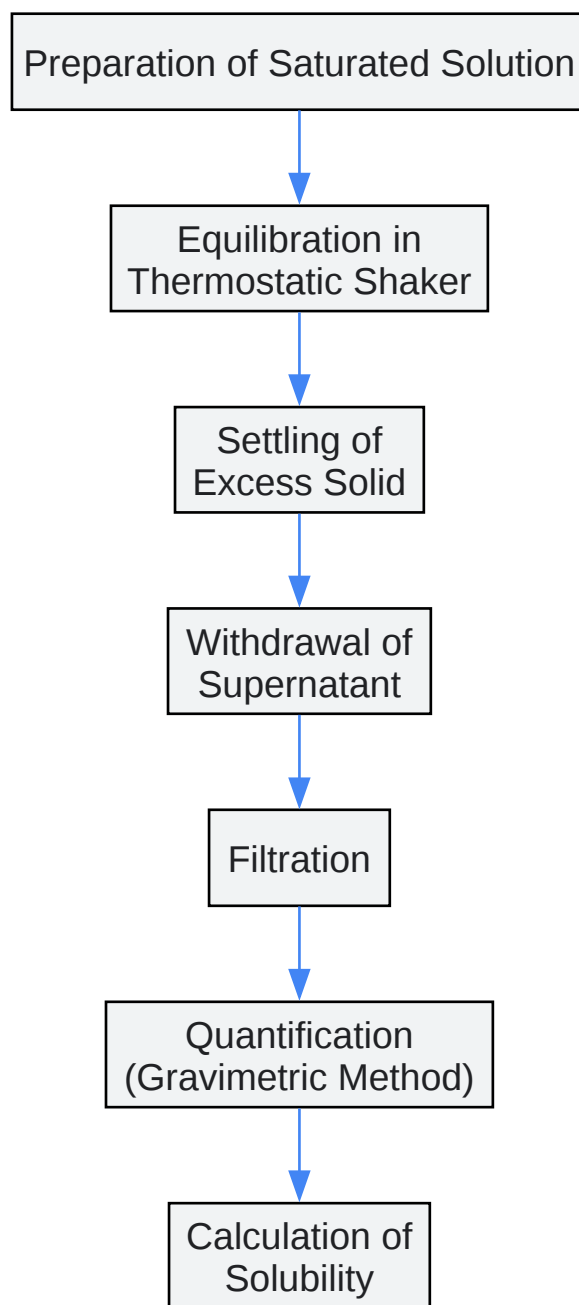 Preparation of Saturated Solution
Equilibration in
Thermostatic Shaker
Settling of
Excess Solid
Withdrawal of
Supernatant
Filtration
Quantification
(Gravimetric Method)
Calculation of
Solubility